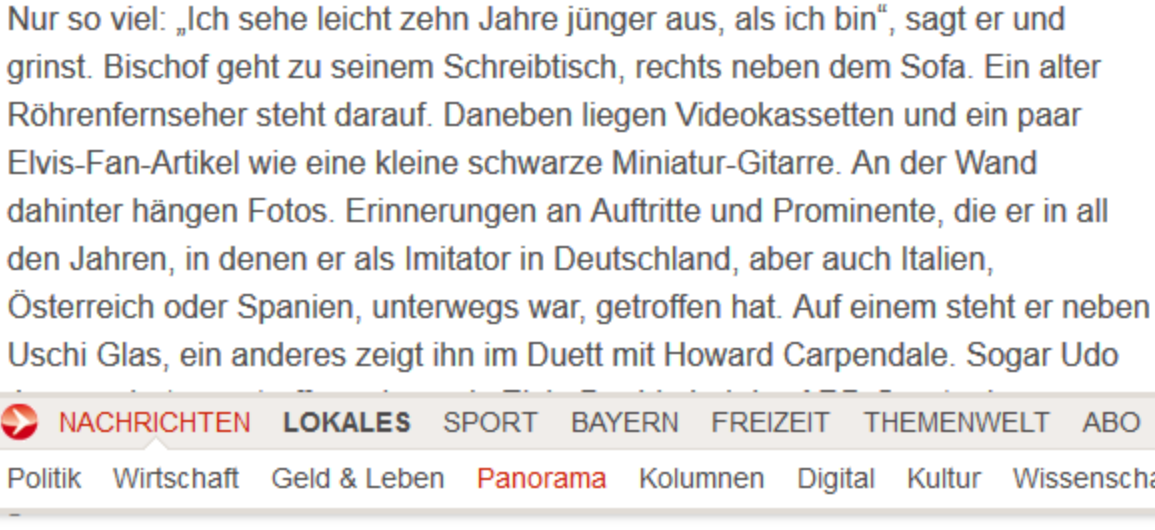 Nur so viel: „Ich sehe leicht zehn Jahre jünger aus, als ich bin“, sagt er und
grinst. Bischof geht zu seinem Schreibtisch, rechts neben dem Sofa. Ein alter
Röhrenfernseher steht darauf. Daneben liegen Videokassetten und ein paar
Elvis-Fan-Artikel wie eine kleine schwarze Miniatur-Gitarre. An der Wand
dahinter hängen Fotos. Erinnerungen an Auftritte und Prominente, die er in all
den Jahren, in denen er als Imitator in Deutschland, aber auch Italien,
Österreich oder Spanien, unterwegs war, getroffen hat. Auf einem steht er neben
Uschi Glas, ein anderes zeigt ihn im Duett mit Howard Carpendale. Sogar Udo
NACHRICHTEN LOKALES SPORT BAYERN FREIZEIT THEMENWELT ABO
Politik Wirtschaft Geld & Leben Panorama Kolumnen Digital Kultur Wissenscha